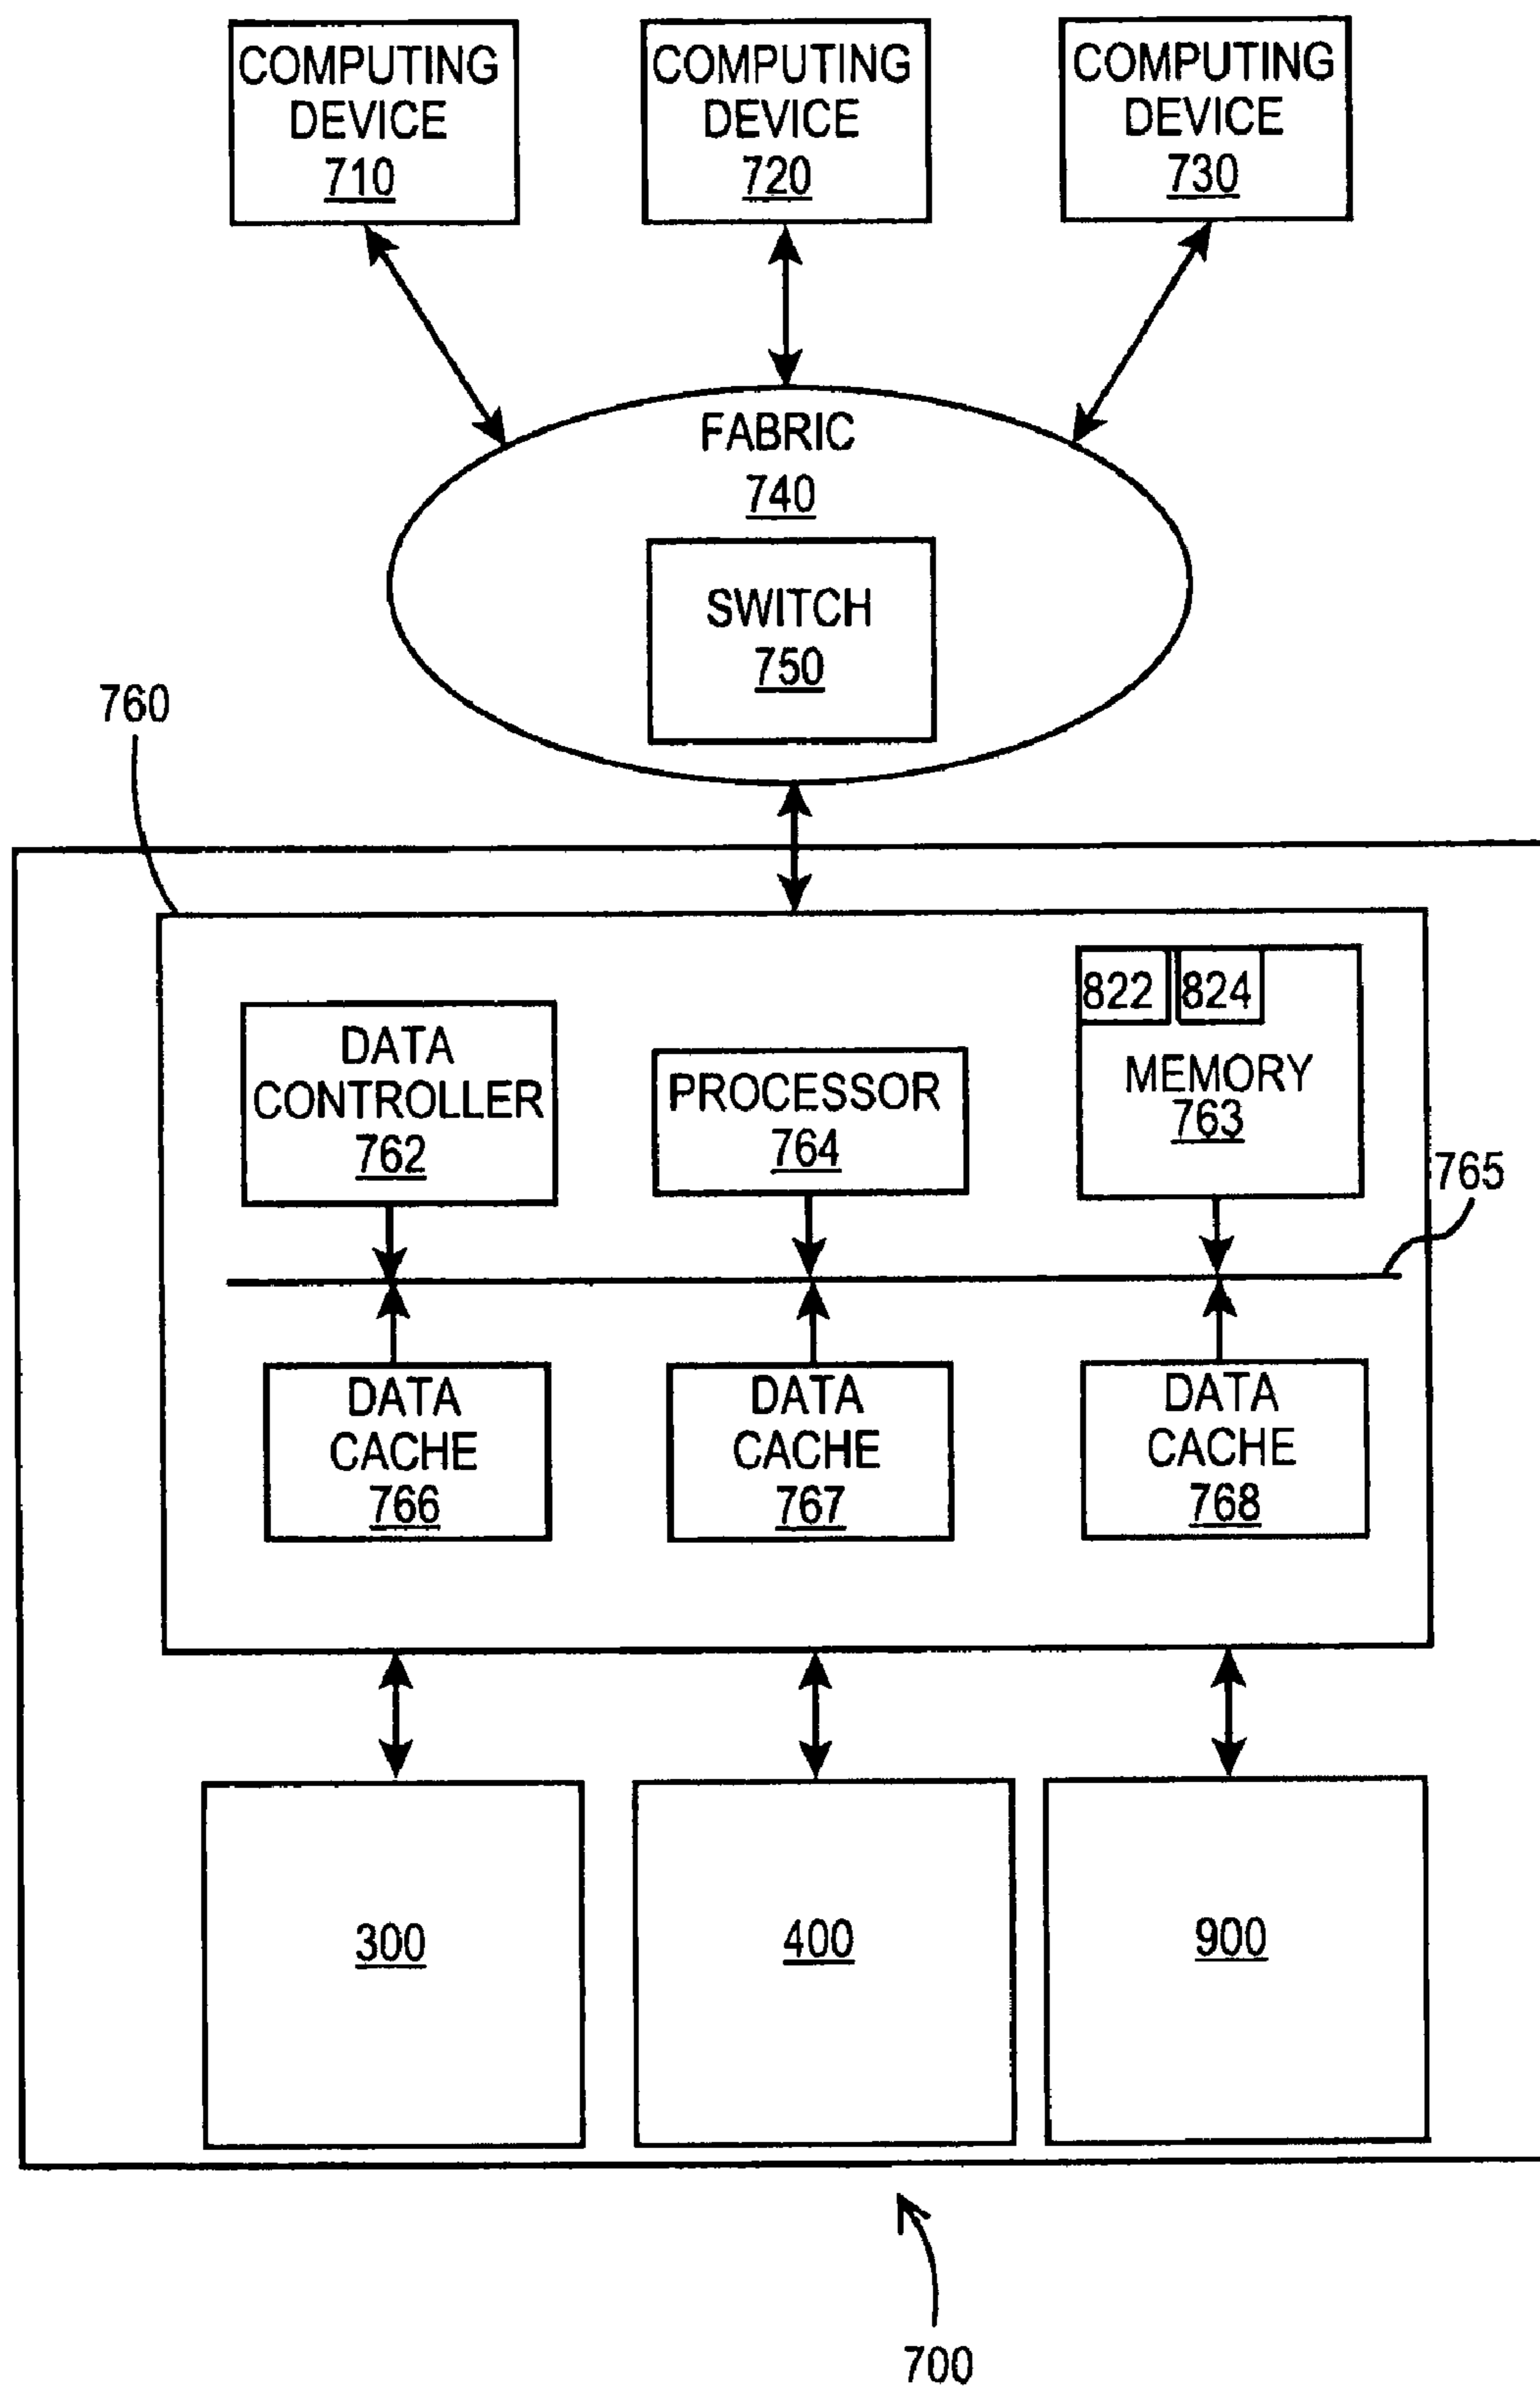 COMPUTING
DEVICE
710
COMPUTING
DEVICE
720
COMPUTING
DEVICE
730
FABRIC
740
SWITCH
750
760
DATA
CONTROLLER
762
PROCESSOR
764
822
824
MEMORY
763
765
DATA
CACHE
766
DATA
CACHE
767
DATA
CACHE
768
300
400
900
700